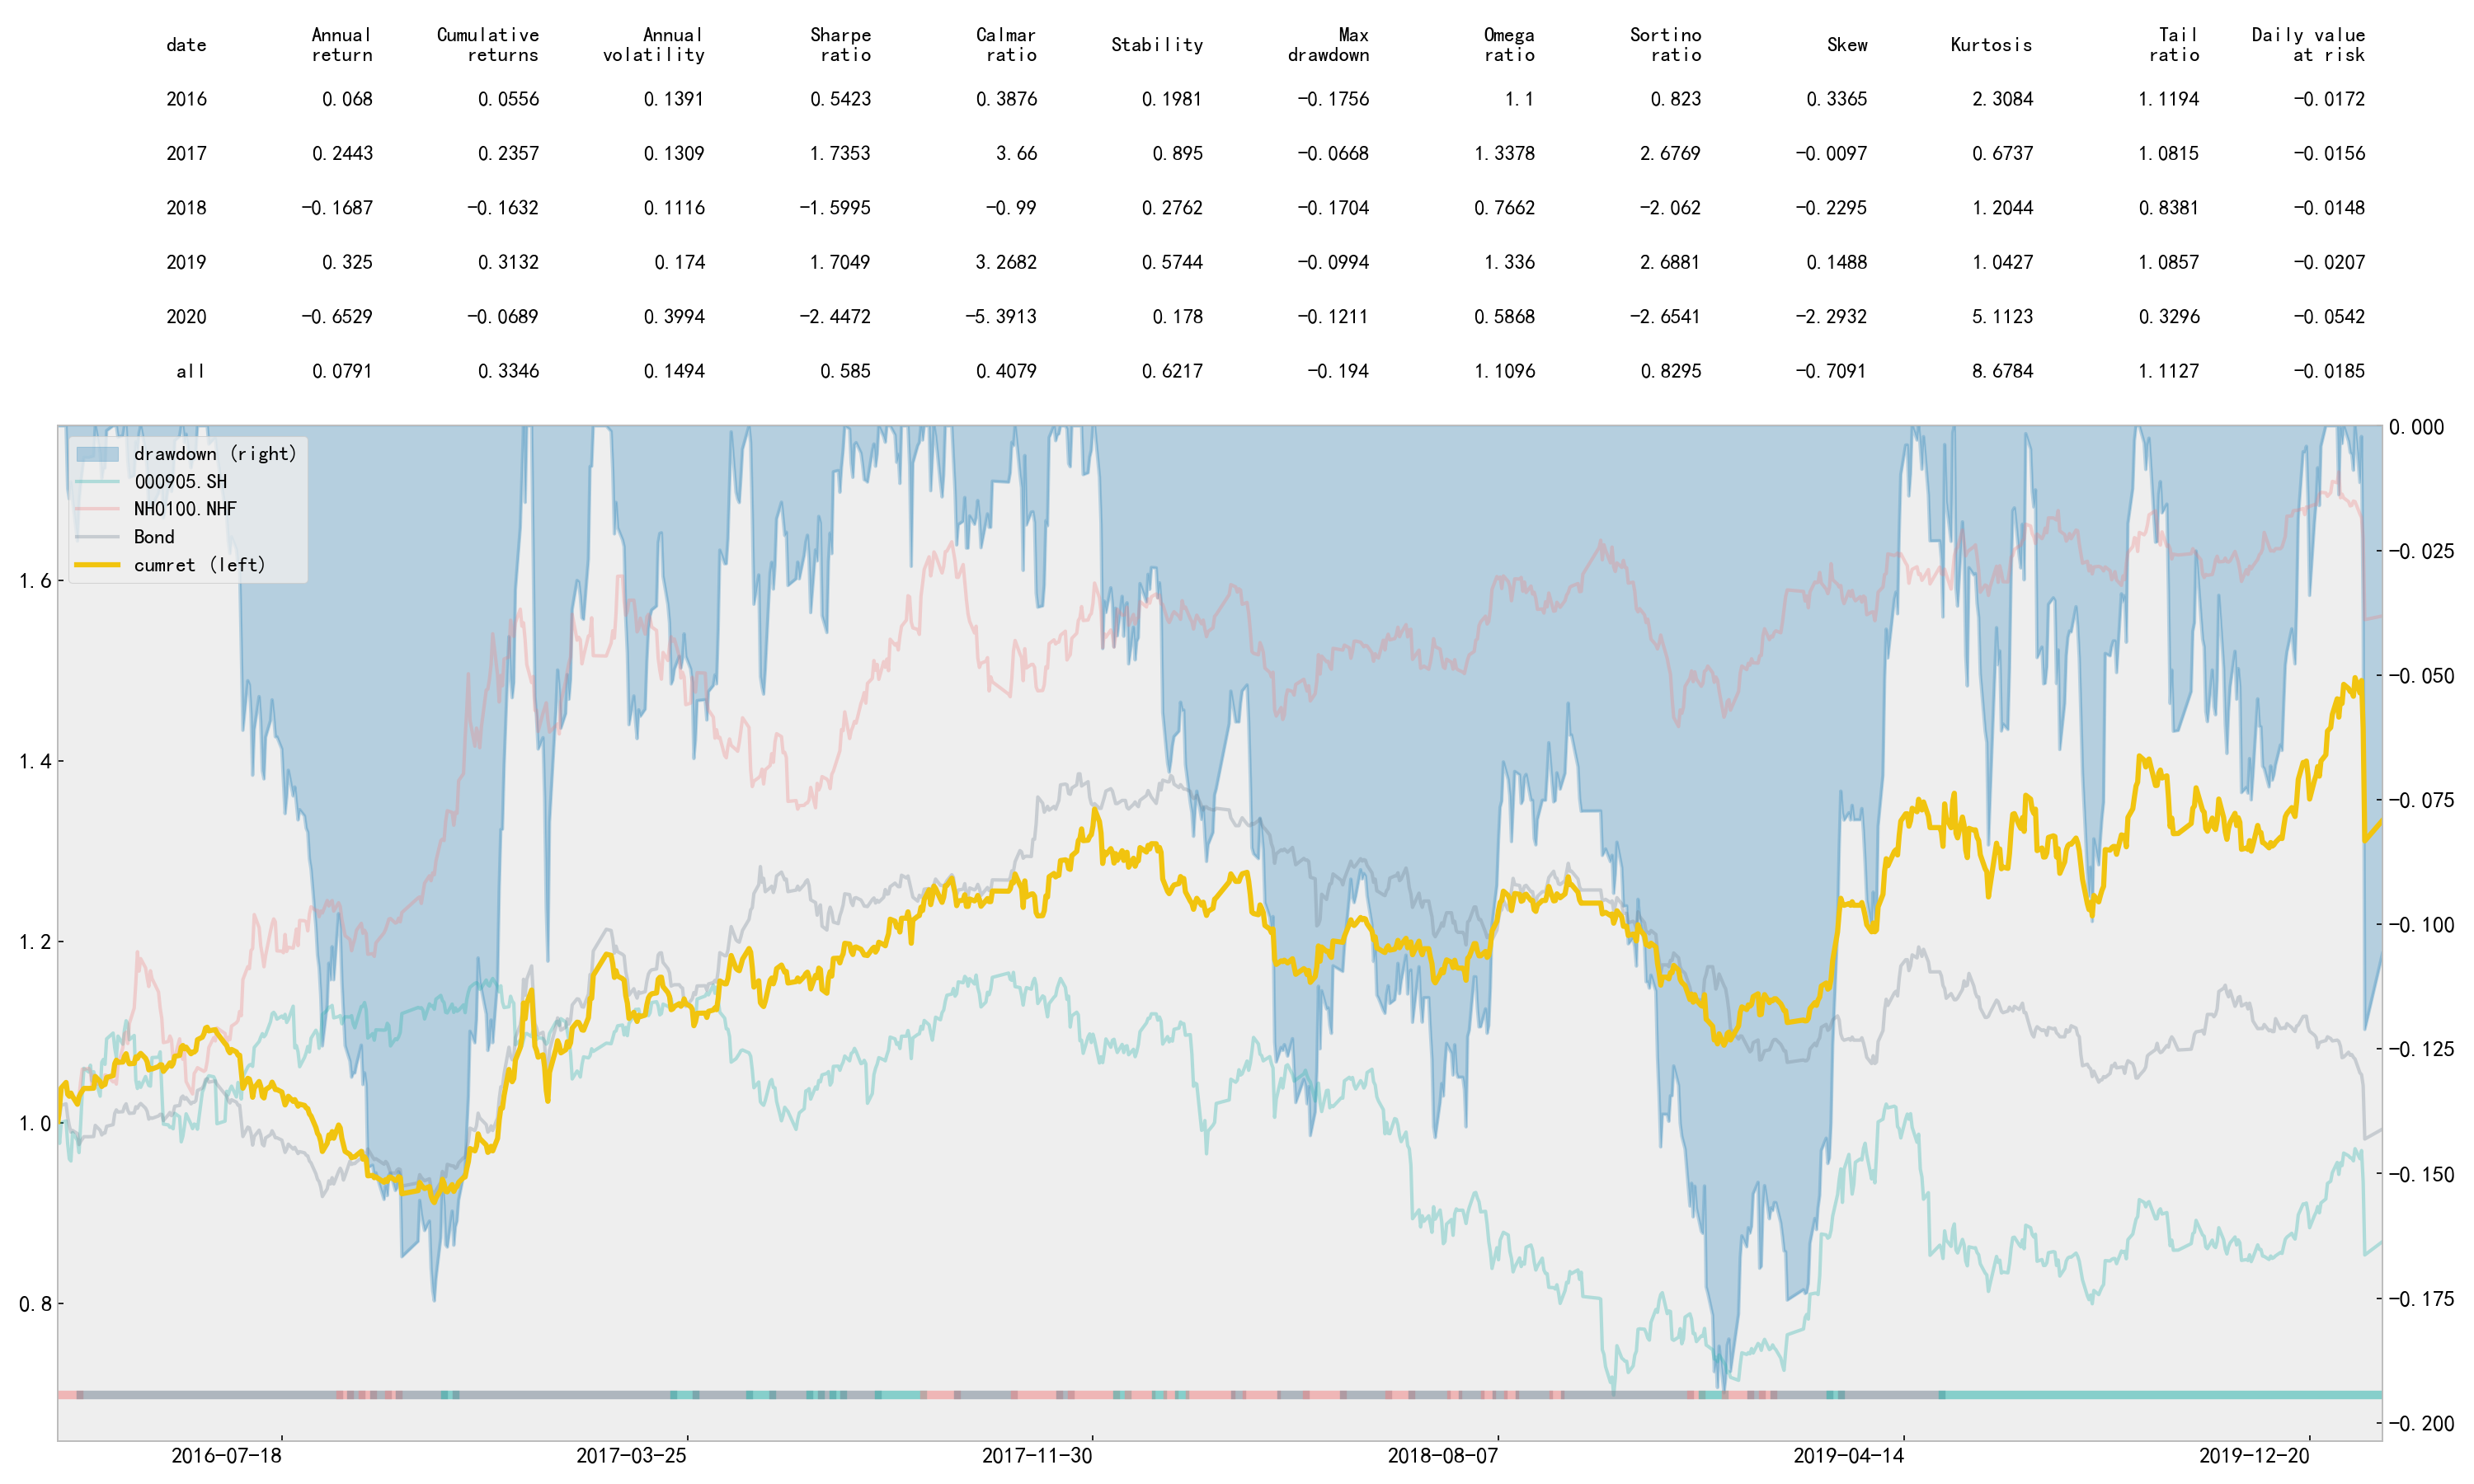 date Annual return Cumulative returns Annual volatility Sharpe ratio Calmar ratio Stability Max drawdown Omega ratio Sortino ratio Skew Kurtosis Tail ratio Daily value at risk
2016 0.068 0.0556 0.1391 0.5423 0.3876 0.1981 −0.1756 1.1 0.823 0.3365 2.3084 1.1194 −0.0172
2017 0.2443 0.2357 0.1309 1.7353 3.66 0.895 −0.0668 1.3378 2.6769 −0.0097 0.6737 1.0815 −0.0156
2018 −0.1687 −0.1632 0.1116 −1.5995 −0.99 0.2762 −0.1704 0.7662 −2.062 −0.2295 1.2044 0.8381 −0.0148
2019 0.325 0.3132 0.174 1.7049 3.2682 0.5744 −0.0994 1.336 2.6881 0.1488 1.0427 1.0857 −0.0207
2020 −0.6529 −0.0689 0.3994 −2.4472 −5.3913 0.178 −0.1211 0.5868 −2.6541 −2.2932 5.1123 0.3296 −0.0542
all 0.0791 0.3346 0.1494 0.585 0.4079 0.6217 −0.194 1.1096 0.8295 −0.7091 8.6784 1.1127 −0.0185
drawdown (right)
000905.SH
NH0100.NHF
Bond
cumret (left)
1.6
1.4
1.2
1.0
0.8
0.000
−0.025
−0.050
−0.075
−0.100
−0.125
−0.150
−0.175
−0.200
2016−07−18 2017−03−25 2017−11−30 2018−08−07 2019−04−14 2019−12−20